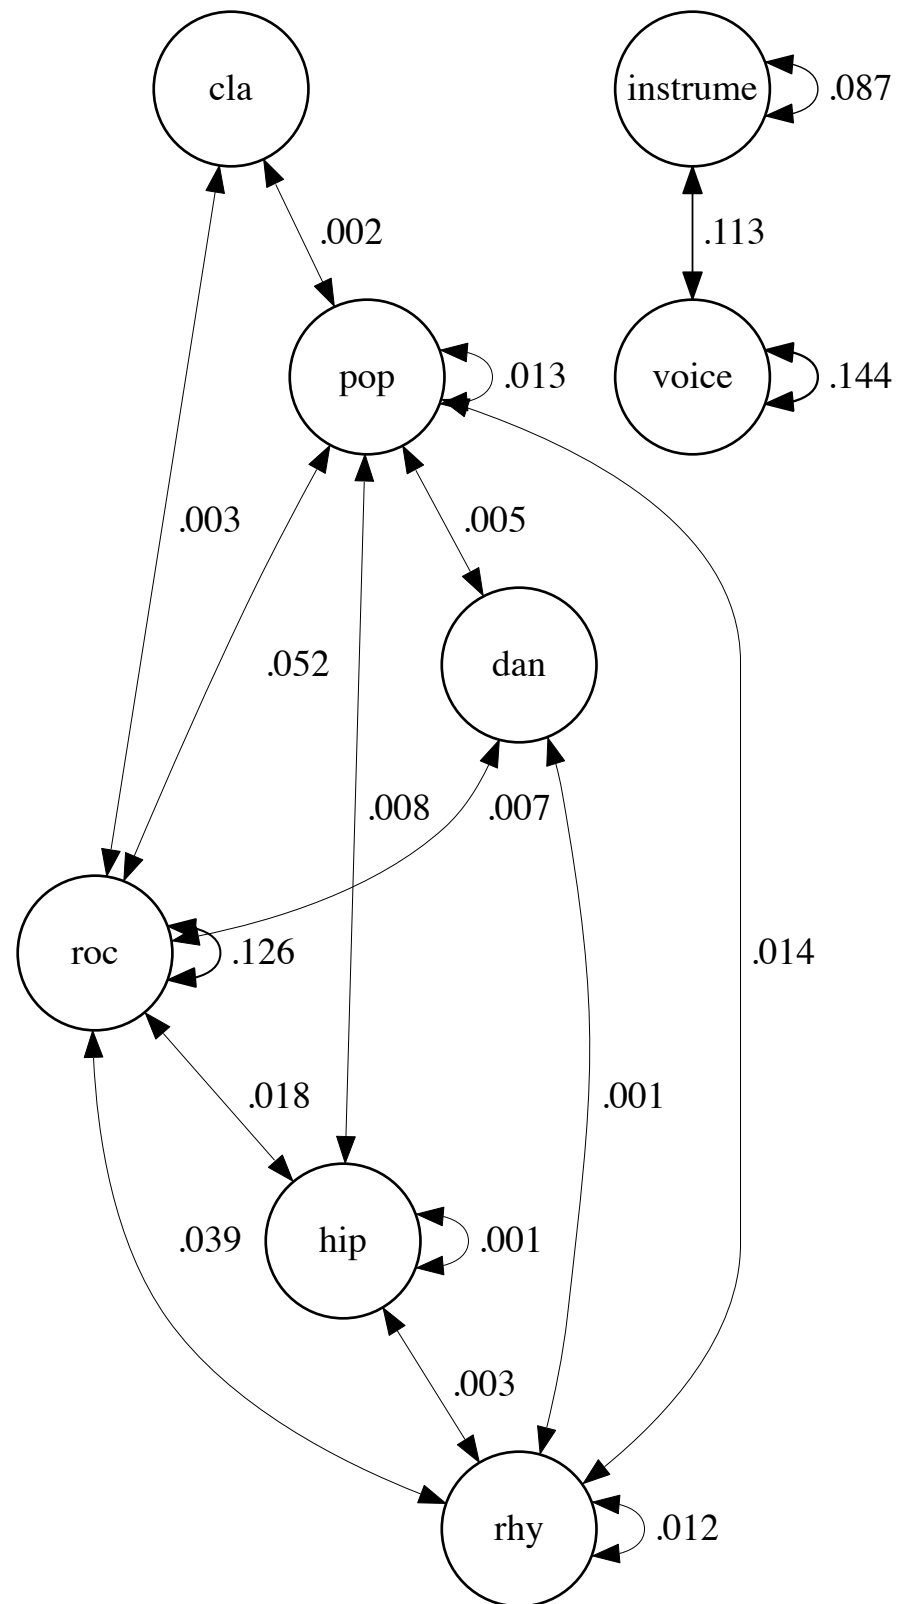 cla
instrume
.087
.002
.113
pop
.013
voice
.144
.003
.005
.052
dan
.008
.007
roc
.126
.014
.018
.001
.039
hip
.001
.003
rhy
.012